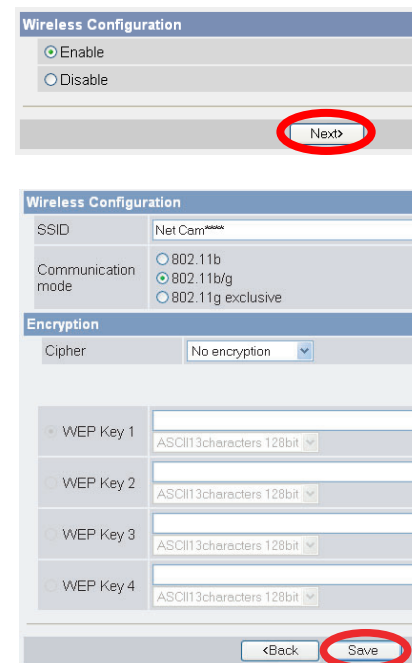 Wireless Configuration
Enable
Disable
Next>
Wireless Configuration
SSID
Net Cam****
Communication mode
802.11b
802.11b/g
802.11g exclusive
Encryption
Cipher
No encryption
WEP Key 1
ASCII13characters 128bit
WEP Key 2
ASCII13characters 128bit
WEP Key 3
ASCII13characters 128bit
WEP Key 4
ASCII13characters 128bit
<Back
Save